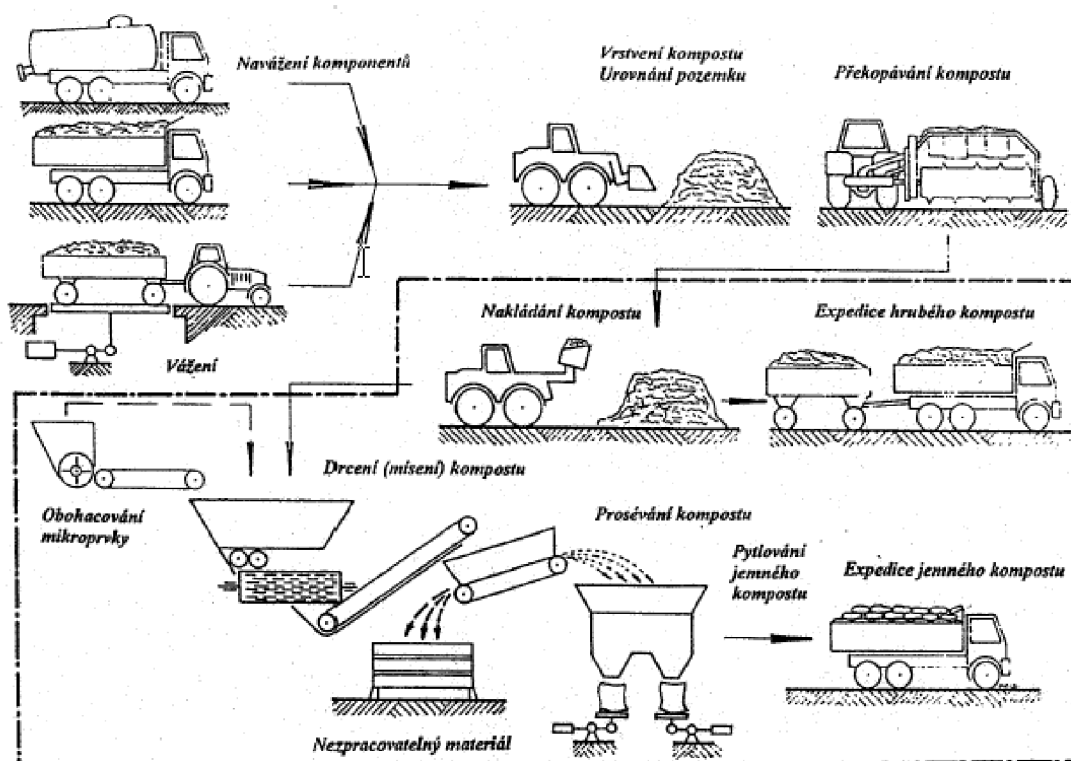 Navážení komponentů
Vrstvení kompostu
Urovnání pozemku
Překopávání kompostu
Vážení
Nakládání kompostu
Expedice hrubého kompostu
Obohacování
mikroprvky
Drcení (mísení) kompostu
Prosévání kompostu
Pytlování
jemného
kompostu
Expedice jemného kompostu
Nezpracovatelný materiál